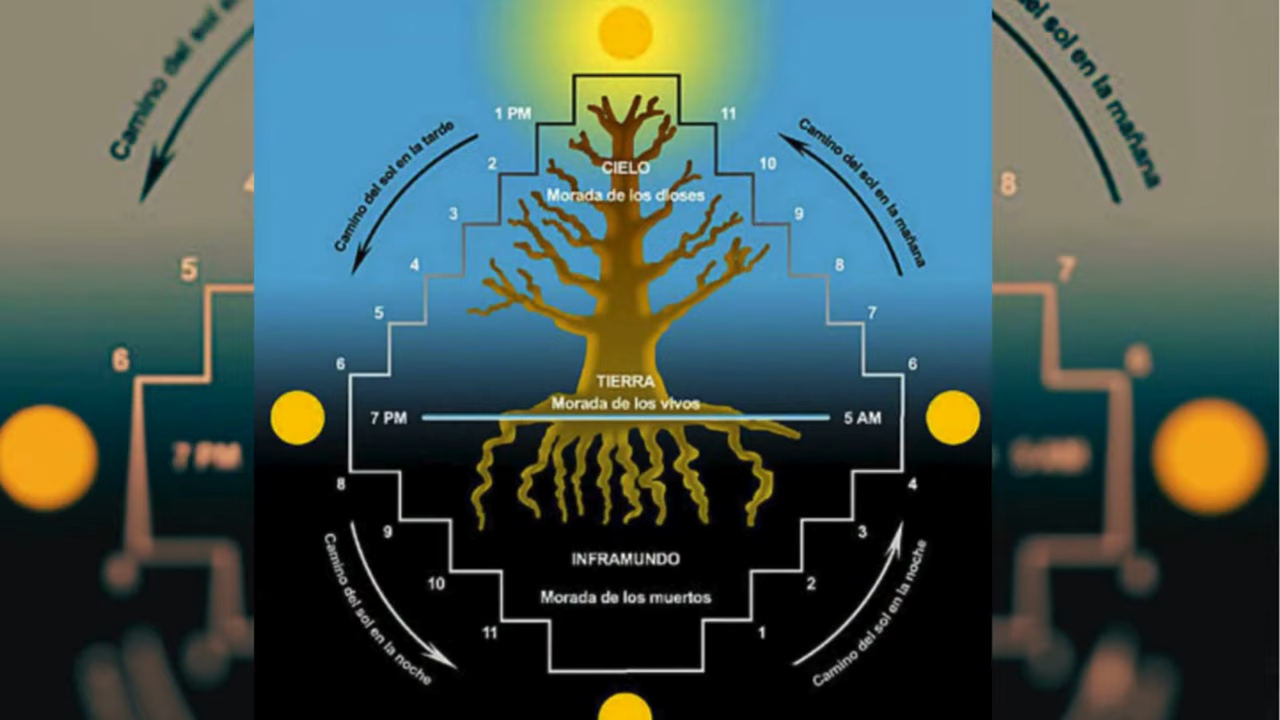 1 PM
11
2
10
3
9
4
8
5
7
6
6
Camino del sol en la tarde
Camino del sol en la mañana
CIELO
Morada de los dioses
TIERRA
Morada de los vivos
7 PM
5 AM
8
4
9
3
10
2
11
1
INFRAMUNDO
Morada de los muertos
Camino del sol en la noche
Camino del sol en la noche
Camino del sol
5
6
7 PM
del sol en la mañana
8
7
6